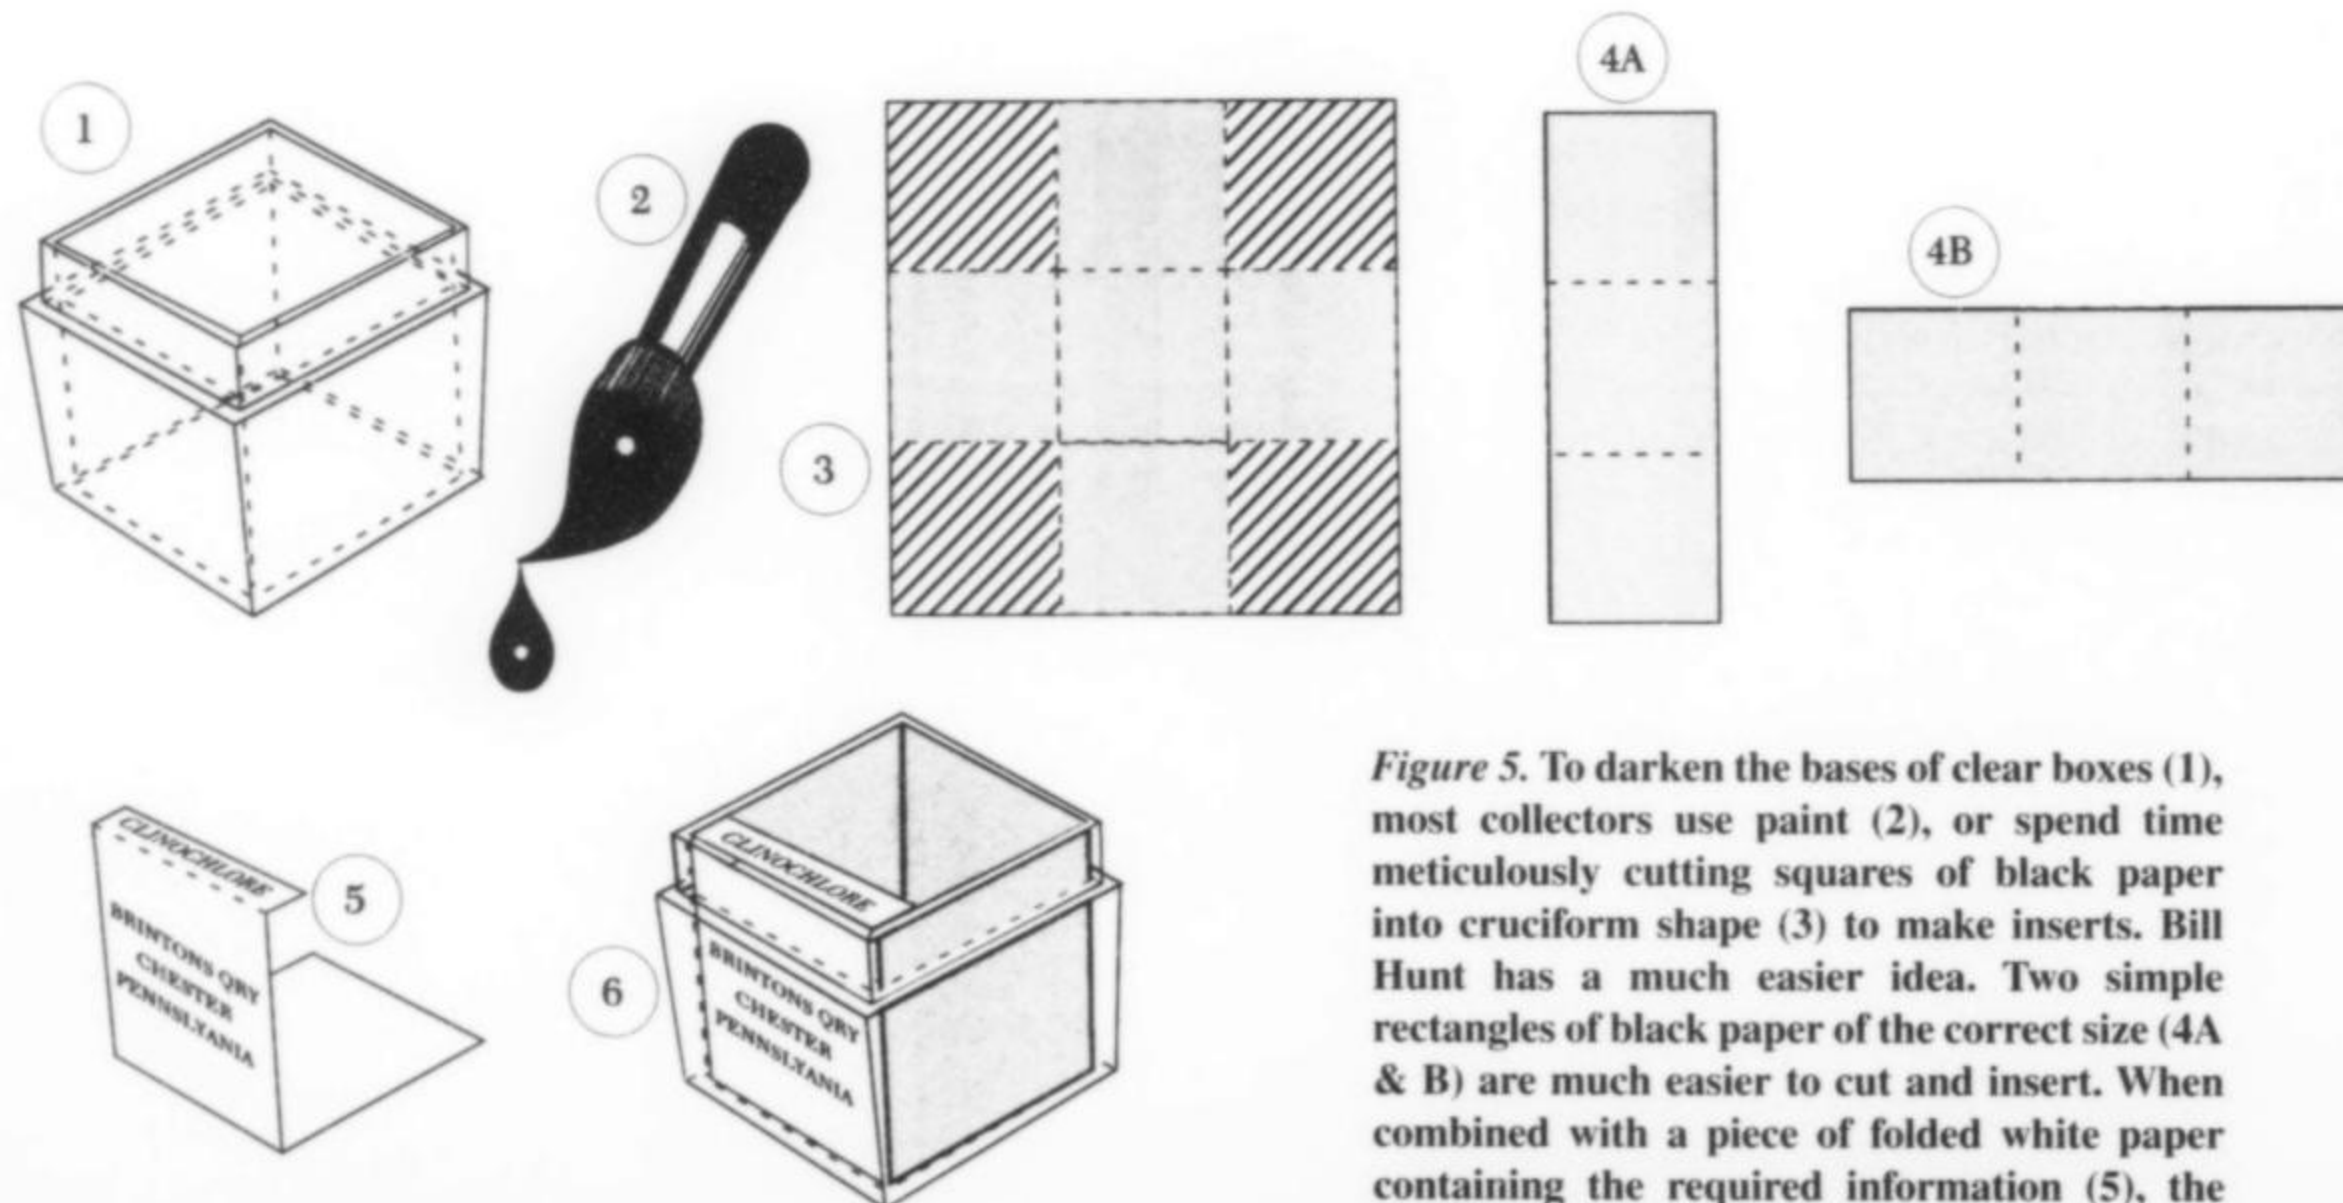 1
2
3
4A
4B
CLINOCHLORE
BRINTONS QRY
CHESTER
PENNSLYANIA
5
6
CLINOCHLORE
BRINTONS QRY
CHESTER
PENNSLYANIA
Figure 5. To darken the bases of clear boxes (1),
most collectors use paint (2), or spend time
meticulously cutting squares of black paper
into cruciform shape (3) to make inserts. Bill
Hunt has a much easier idea. Two simple
rectangles of black paper of the correct size (4A
& B) are much easier to cut and insert. When
combined with a piece of folded white paper
containing the required information (5), the